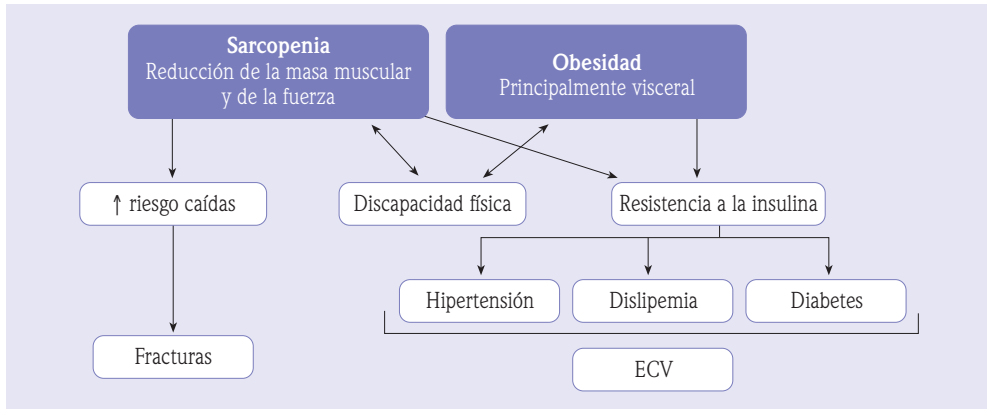 Sarcopenia
Reducción de la masa muscular
y de la fuerza
Obesidad
Principalmente visceral
↑ riesgo caídas
Discapacidad física
Resistencia a la insulina
Hipertensión
Dislipemia
Diabetes
Fracturas
ECV